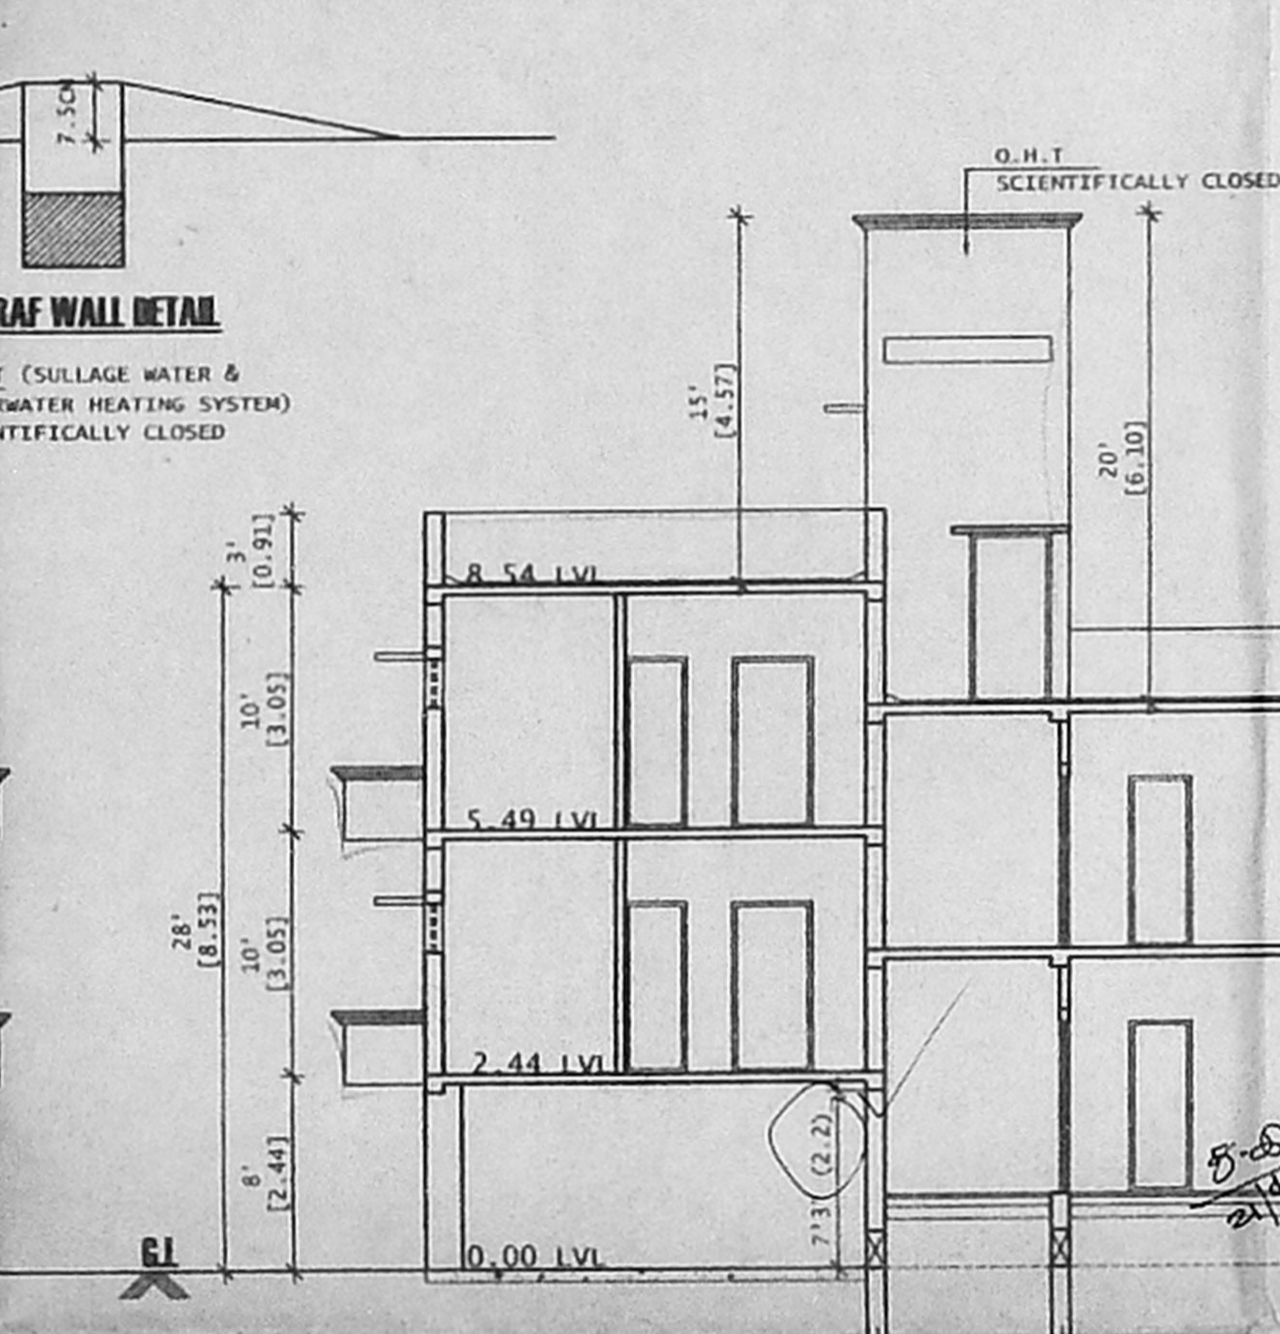 7.5CM
O.H.T
SCIENTIFICALLY CLOSED
RAF WALL DETAIL
(SULLAGE WATER &
RWATER HEATING SYSTEM)
NTIFICALLY CLOSED
15'
[4.57]
20'
[6.10]
3'
[0.91]
8.54 LVL
10'
[3.05]
5.49 LVL
28'
[8.53]
10'
[3.05]
2.44 LVL
8'
[2.44]
7'3" (2.2)
G.L
0.00 LVL